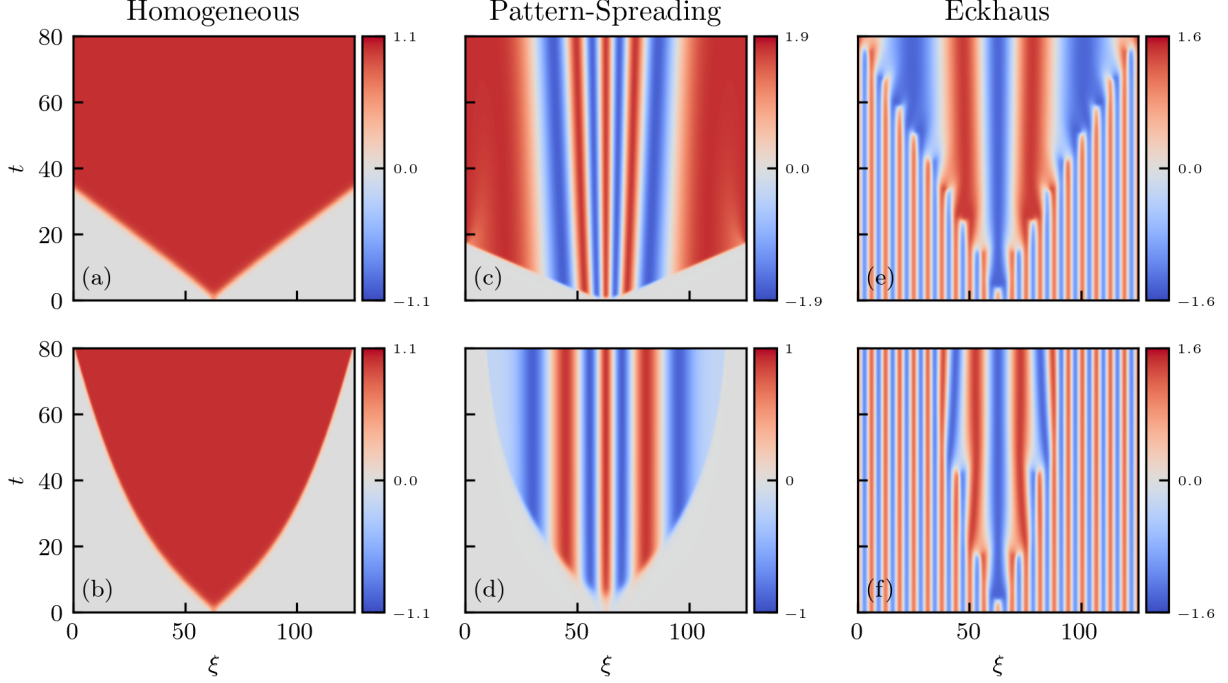 Homogeneous Pattern-Spreading Eckhaus
80 1.1 1.9 1.6
60
t 40 0.0 0.0 0.0
20
(a) (c) (e)
0 −1.1 −1.9 −1.6
80 1.1 1 1.6
60
t 40 0.0 0 0.0
20
(b) (d) (f)
0 −1.1 −1 −1.6
0 50 100 0 50 100 0 50 100
ξ ξ ξ